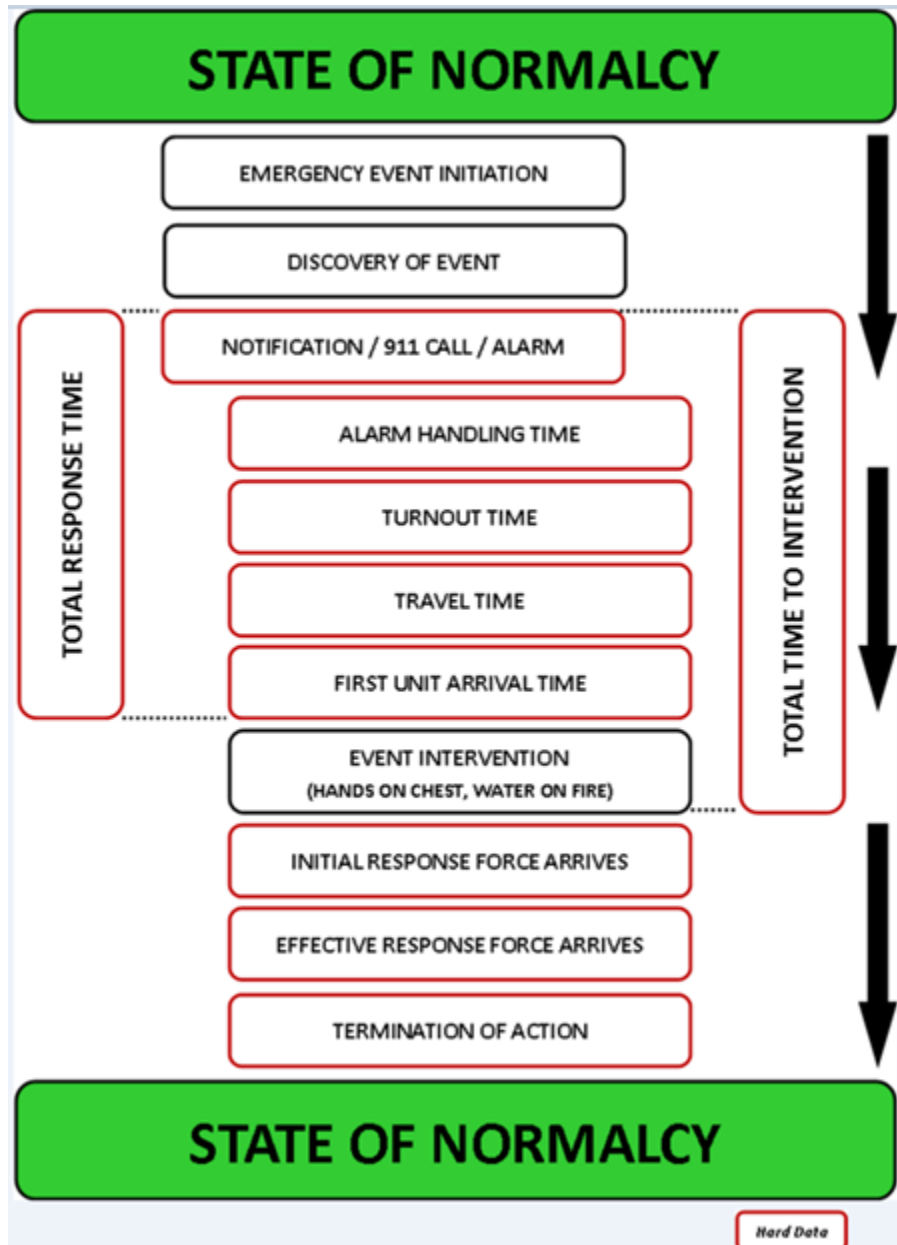 STATE OF NORMALCY
EMERGENCY EVENT INITIATION
DISCOVERY OF EVENT
NOTIFICATION / 911 CALL / ALARM
TOTAL RESPONSE TIME
TOTAL TIME TO INTERVENTION
ALARM HANDLING TIME
TURNOUT TIME
TRAVEL TIME
FIRST UNIT ARRIVAL TIME
EVENT INTERVENTION
(HANDS ON CHEST, WATER ON FIRE)
INITIAL RESPONSE FORCE ARRIVES
EFFECTIVE RESPONSE FORCE ARRIVES
TERMINATION OF ACTION
STATE OF NORMALCY
Hard Data